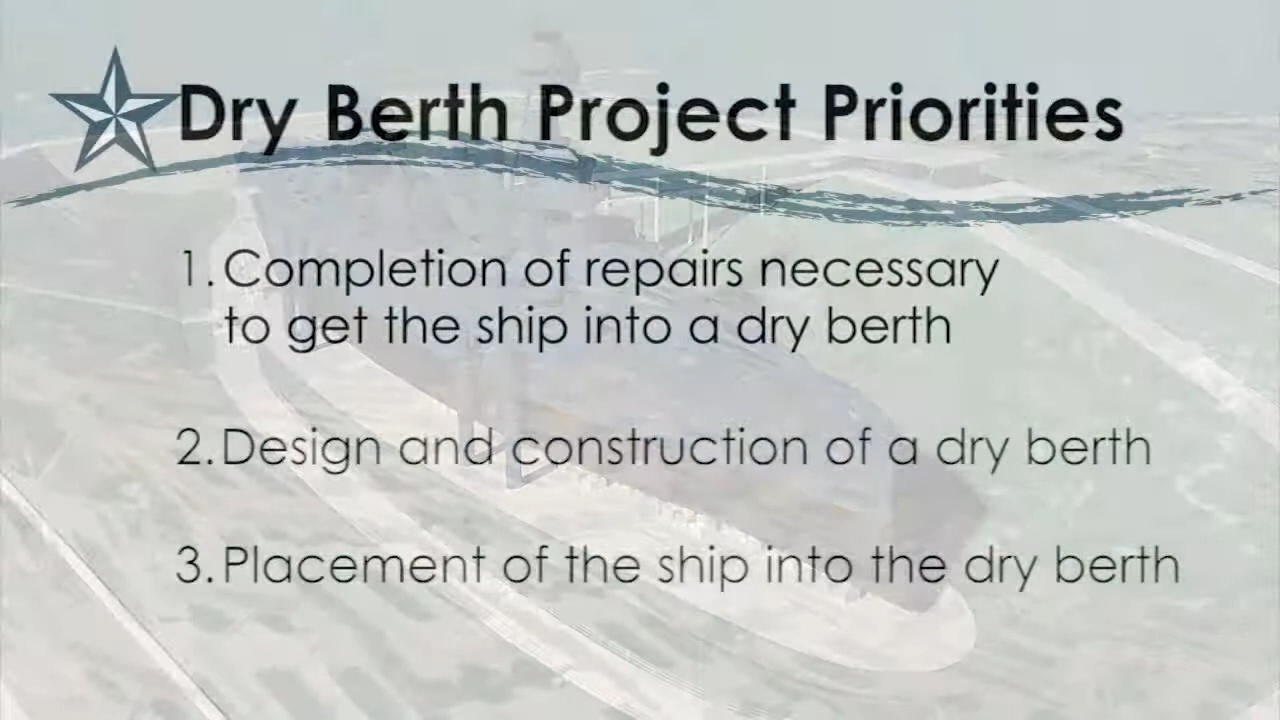 Dry Berth Project Priorities
1. Completion of repairs necessary
to get the ship into a dry berth
2. Design and construction of a dry berth
3. Placement of the ship into the dry berth